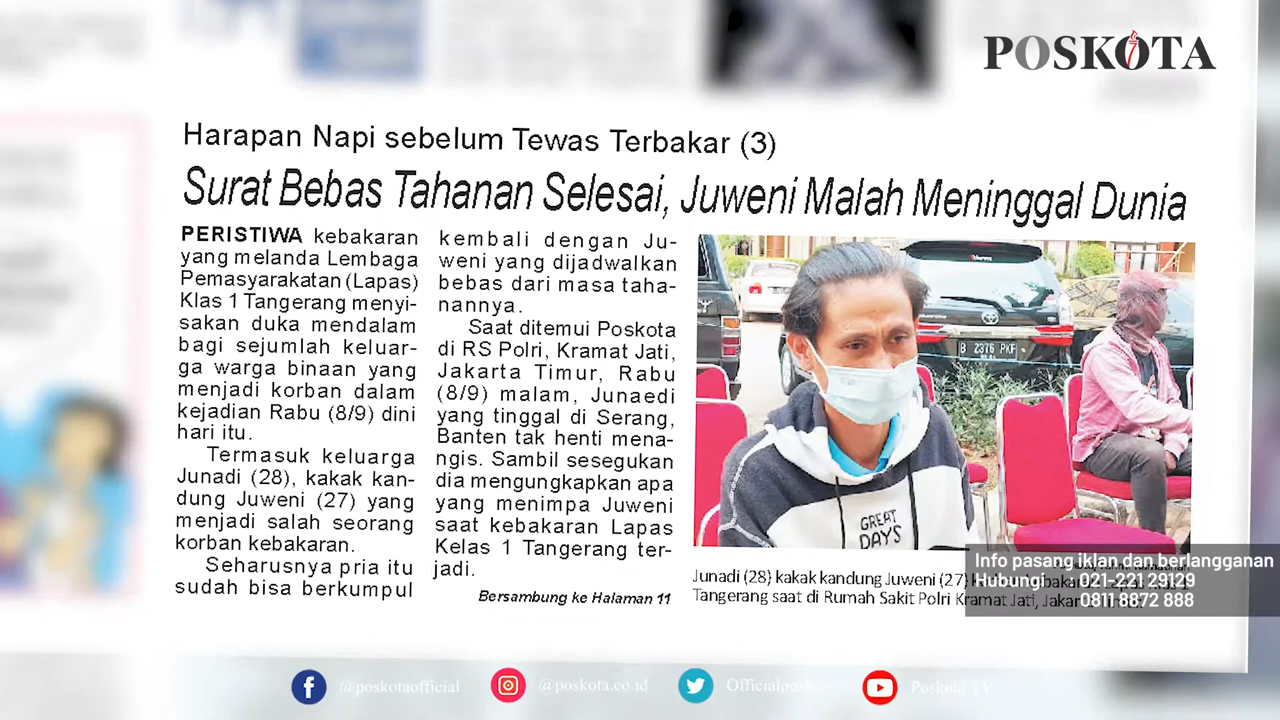 POSKOTA
Harapan Napi sebelum Tewas Terbakar (3)
Surat Bebas Tahanan Selesai, Juweni Malah Meninggal Dunia
PERISTIWA kebakaran
yang melanda Lembaga
Pemasyarakatan (Lapas)
Klas 1 Tangerang menyi-
sakan duka mendalam
bagi sejumlah keluar-
ga warga binaan yang
menjadi korban dalam
kejadian Rabu (8/9) dini
hari itu.
Termasuk keluarga
Junadi (28), kakak kan-
dung Juweni (27) yang
menjadi salah seorang
korban kebakaran.
Seharusnya pria itu
sudah bisa berkumpul
kembali dengan Ju-
weni yang dijadwalkan
bebas dari masa taha-
nannya.
Saat ditemui Poskota
di RS Polri, Kramat Jati,
Jakarta Timur, Rabu
(8/9) malam, Junaedi
yang tinggal di Serang,
Banten tak henti mena-
ngis. Sambil sesegukan
dia mengungkapkan apa
yang menimpa Juweni
saat kebakaran Lapas
Kelas 1 Tangerang ter-
jadi.
Bersambung ke Halaman 11
B 2376 PKF
GREAT
DAYS
Junadi (28) kakak kandung Juweni (27)
Tangerang saat di Rumah Sakit Polri Kramat Jati,
Info pasang iklan dan berlangganan
Hubungi : 021-221 29129
0811 8872 888
@poskotaofficial
@poskota.co.id
Poskota TV